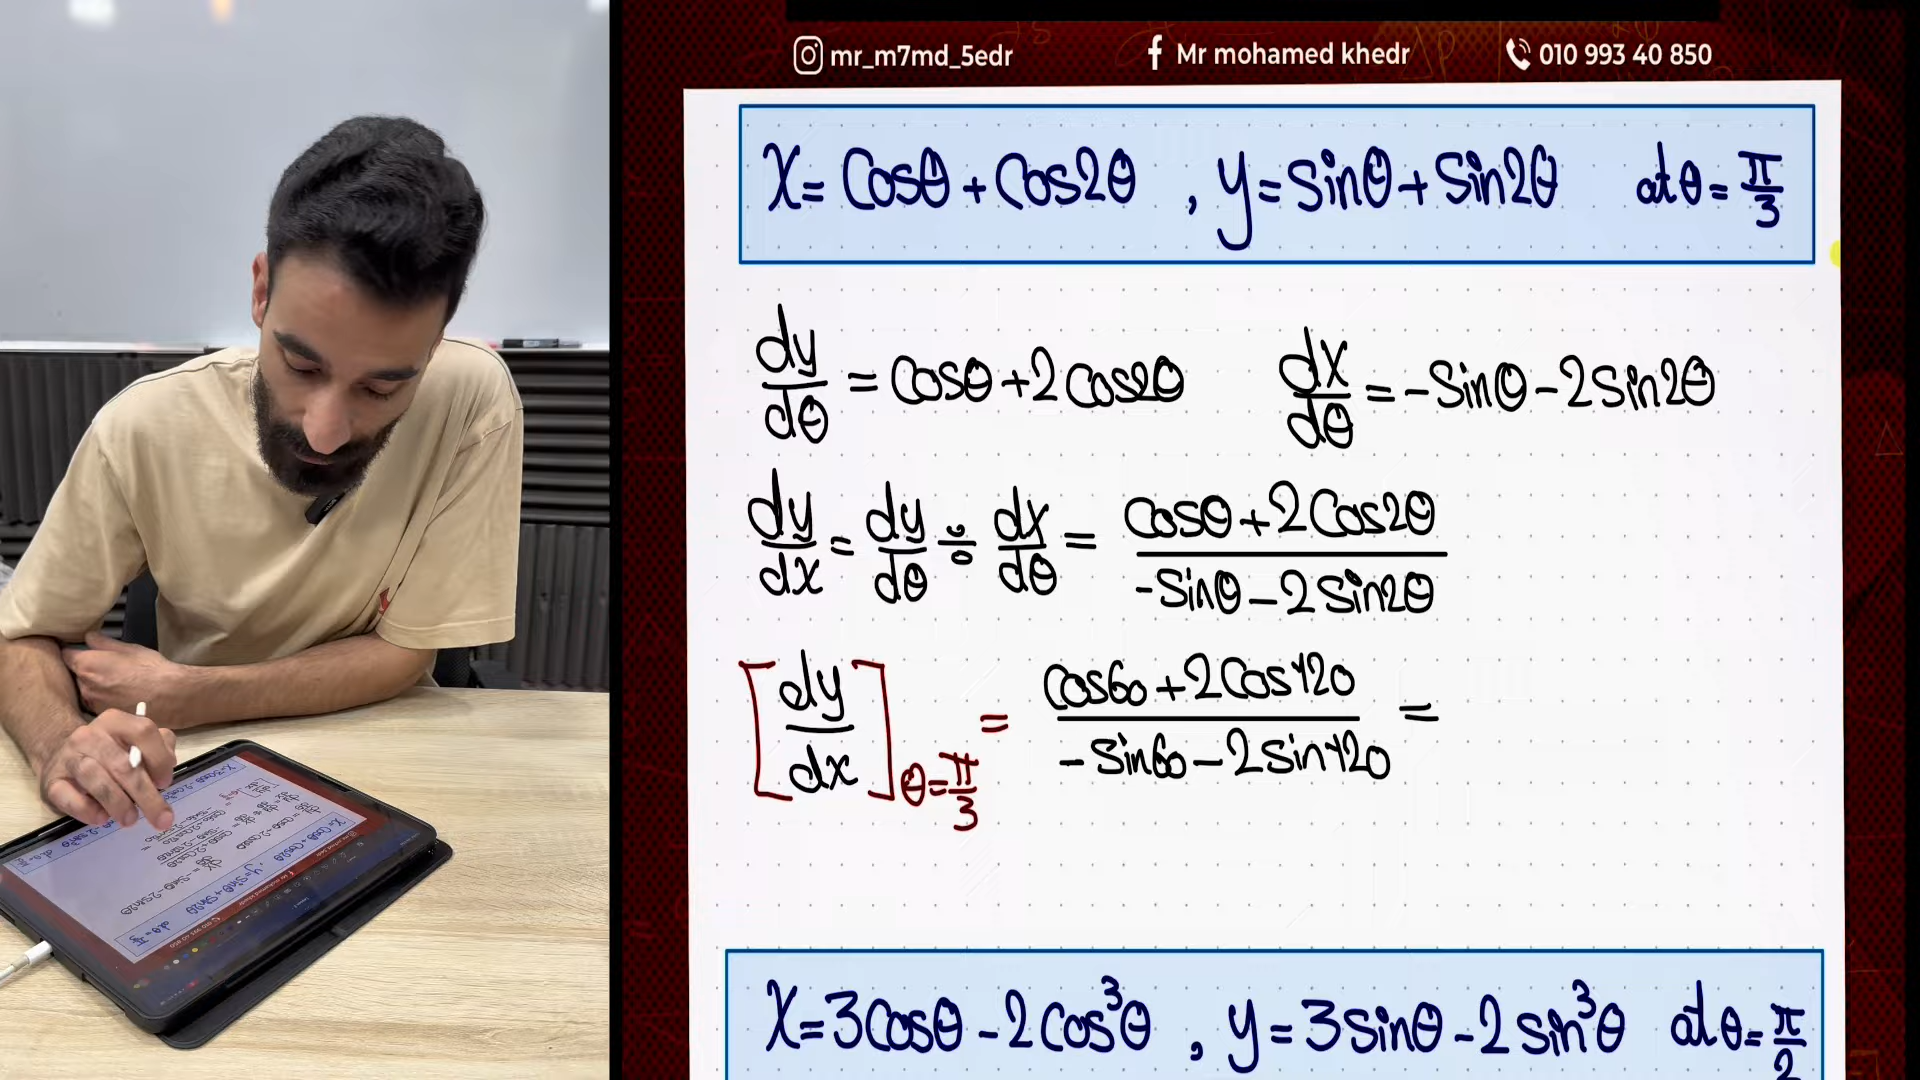 mr_m7md_5edr
Mr mohamed khedr
010 993 40 850
x = Cosθ + Cos2θ , y = Sinθ + Sin2θ at θ = π/3
dy/dθ = Cosθ + 2Cos2θ dx/dθ = -Sinθ - 2Sin2θ
dy/dx = dy/dθ ÷ dx/dθ = (Cosθ + 2Cos2θ)/(-Sinθ - 2Sin2θ)
[dy/dx]θ=π/3 = (Cos60 + 2Cos120)/(-Sin60 - 2Sin120) =
x = 3Cosθ - 2Cos³θ , y = 3Sinθ - 2Sin³θ at θ = π/2